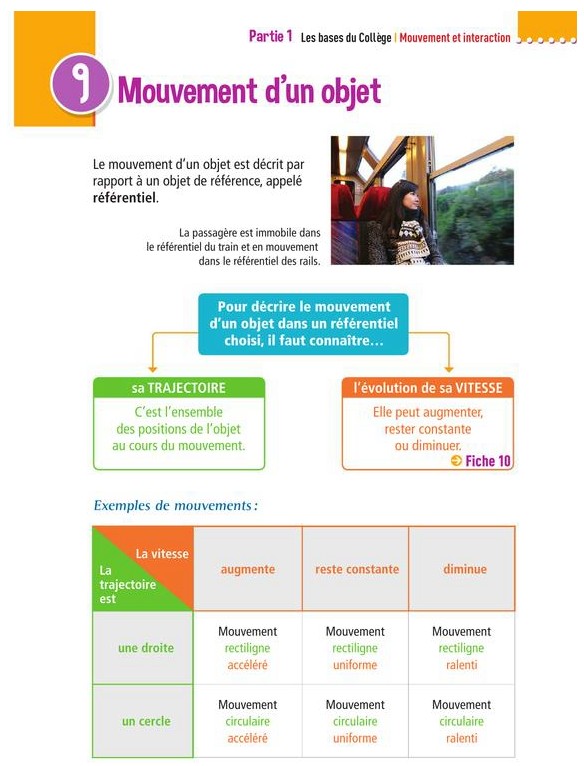 Partie 1 Les bases du Collège | Mouvement et interaction
9 Mouvement d'un objet
Le mouvement d'un objet est décrit par
rapport à un objet de référence, appelé
référentiel.
La passagère est immobile dans
le référentiel du train et en mouvement
dans le référentiel des rails.
Pour décrire le mouvement
d'un objet dans un référentiel
choisi, il faut connaître...
sa TRAJECTOIRE
C'est l'ensemble
des positions de l'objet
au cours du mouvement.
l'évolution de sa VITESSE
Elle peut augmenter,
rester constante
ou diminuer.
Fiche 10
Exemples de mouvements :
La vitesse
La
trajectoire
est
augmente
reste constante
diminue
une droite
Mouvement
rectiligne
accéléré
Mouvement
rectiligne
uniforme
Mouvement
rectiligne
ralenti
un cercle
Mouvement
circulaire
accéléré
Mouvement
circulaire
uniforme
Mouvement
circulaire
ralenti